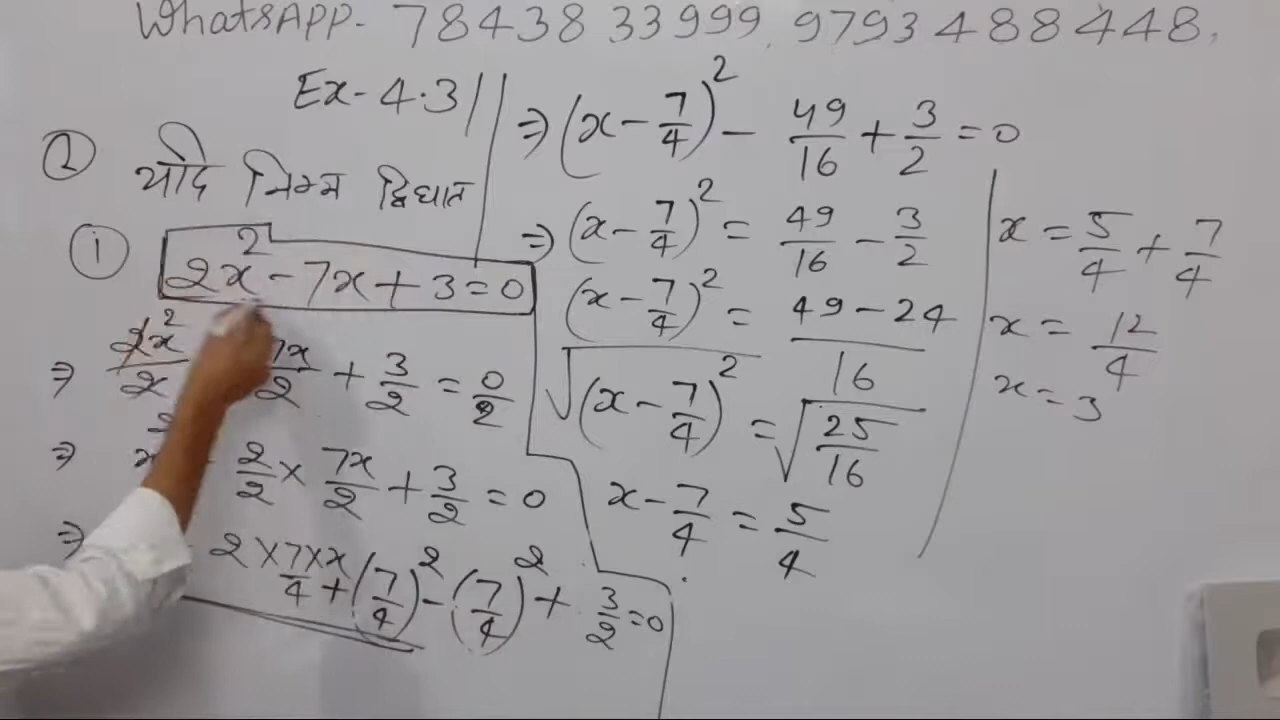 WhatsApp- 7843833999, 9793488448,
Ex-4.3
② यदि निम्न द्विघात
① 2x² - 7x + 3 = 0
⇒ 2x²/2 7x/2 + 3/2 = 0/2
⇒ 2/2 × 7x/2 + 3/2 = 0
⇒ 2 × 7/4 × x + (7/4)² - (7/4)² + 3/2 = 0
⇒ (x - 7/4)² - 49/16 + 3/2 = 0
⇒ (x - 7/4)² = 49/16 - 3/2
(x - 7/4)² = 49-24/16
√(x - 7/4)² = √25/16
x - 7/4 = 5/4
x = 5/4 + 7/4
x = 12/4
x = 3